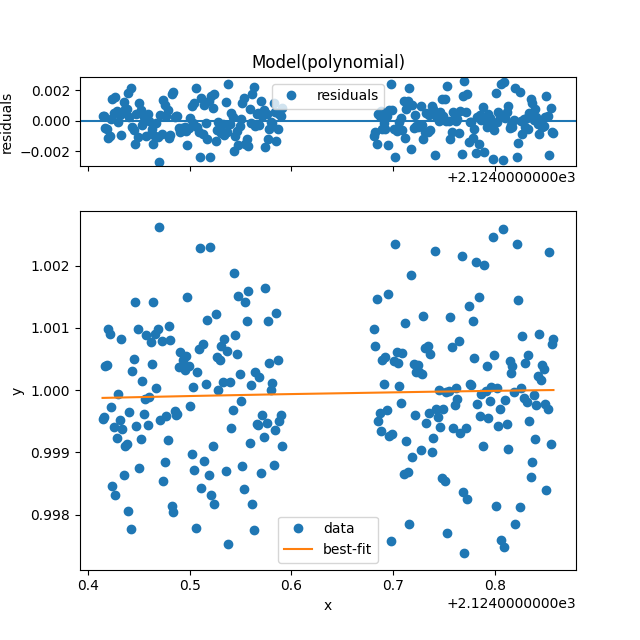 Model(polynomial)
residuals
0.002
0.000
−0.002
residuals
+2.1240000000e3
y
1.002
1.001
1.000
0.999
0.998
data
best-fit
0.4
0.5
0.6
0.7
0.8
x
+2.1240000000e3